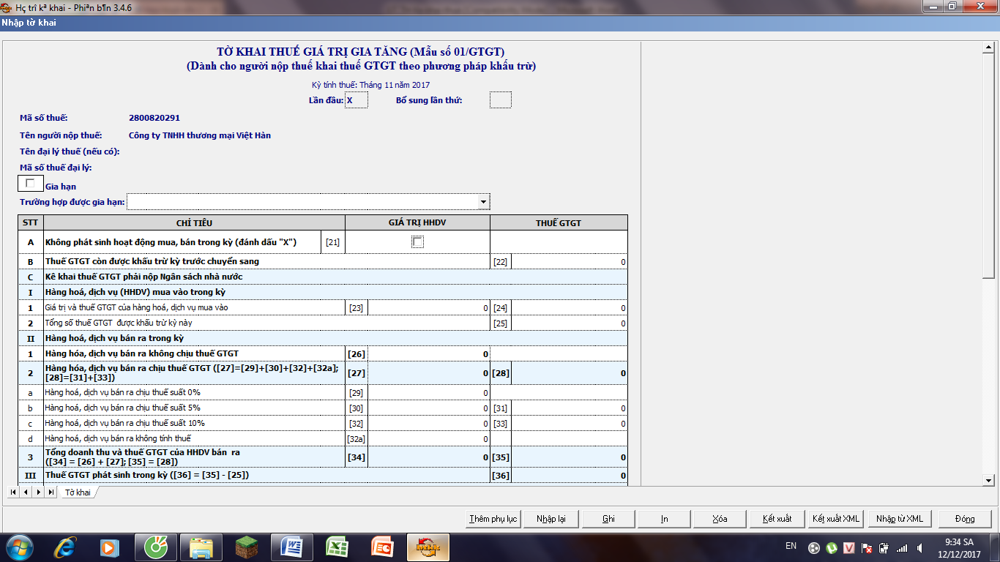 Hç trî kª khai - Phiªn b¶n 3.4.6
Nhập tờ khai
TỜ KHAI THUẾ GIÁ TRỊ GIA TĂNG (Mẫu số 01/GTGT)
(Dành cho người nộp thuế khai thuế GTGT theo phương pháp khấu trừ)
Kỳ tính thuế: Tháng 11 năm 2017
Lần đầu: X Bổ sung lần thứ:
Mã số thuế: 2800820291
Tên người nộp thuế: Công ty TNHH thương mại Việt Hàn
Tên đại lý thuế (nếu có):
Mã số thuế đại lý:
Gia hạn
Trường hợp được gia hạn:
STT CHỈ TIÊU GIÁ TRỊ HHDV THUẾ GTGT
A Không phát sinh hoạt động mua, bán trong kỳ (đánh dấu "X") [21]
B Thuế GTGT còn được khấu trừ kỳ trước chuyển sang [22] 0
C Kê khai thuế GTGT phải nộp Ngân sách nhà nước
I Hàng hoá, dịch vụ (HHDV) mua vào trong kỳ
1 Giá trị và thuế GTGT của hàng hoá, dịch vụ mua vào [23] 0 [24] 0
2 Tổng số thuế GTGT được khấu trừ kỳ này [25] 0
II Hàng hoá, dịch vụ bán ra trong kỳ
1 Hàng hóa, dịch vụ bán ra không chịu thuế GTGT [26] 0
2 Hàng hóa, dịch vụ bán ra chịu thuế GTGT ([27]=[29]+[30]+[32]+[32a]; [27] 0 [28] 0
[28]=[31]+[33])
a Hàng hoá, dịch vụ bán ra chịu thuế suất 0% [29] 0
b Hàng hoá, dịch vụ bán ra chịu thuế suất 5% [30] 0 [31] 0
c Hàng hoá, dịch vụ bán ra chịu thuế suất 10% [32] 0 [33] 0
d Hàng hoá, dịch vụ bán ra không tính thuế [32a] 0
3 Tổng doanh thu và thuế GTGT của HHDV bán ra [34] 0 [35] 0
([34] = [26] + [27]; [35] = [28])
III Thuế GTGT phát sinh trong kỳ ([36] = [35] - [25]) [36] 0
Tờ khai
Thêm phụ lục Nhập lại Ghi In Xóa Kết xuất Kết xuất XML Nhập từ XML Đóng
EN 9:34 SA
12/12/2017